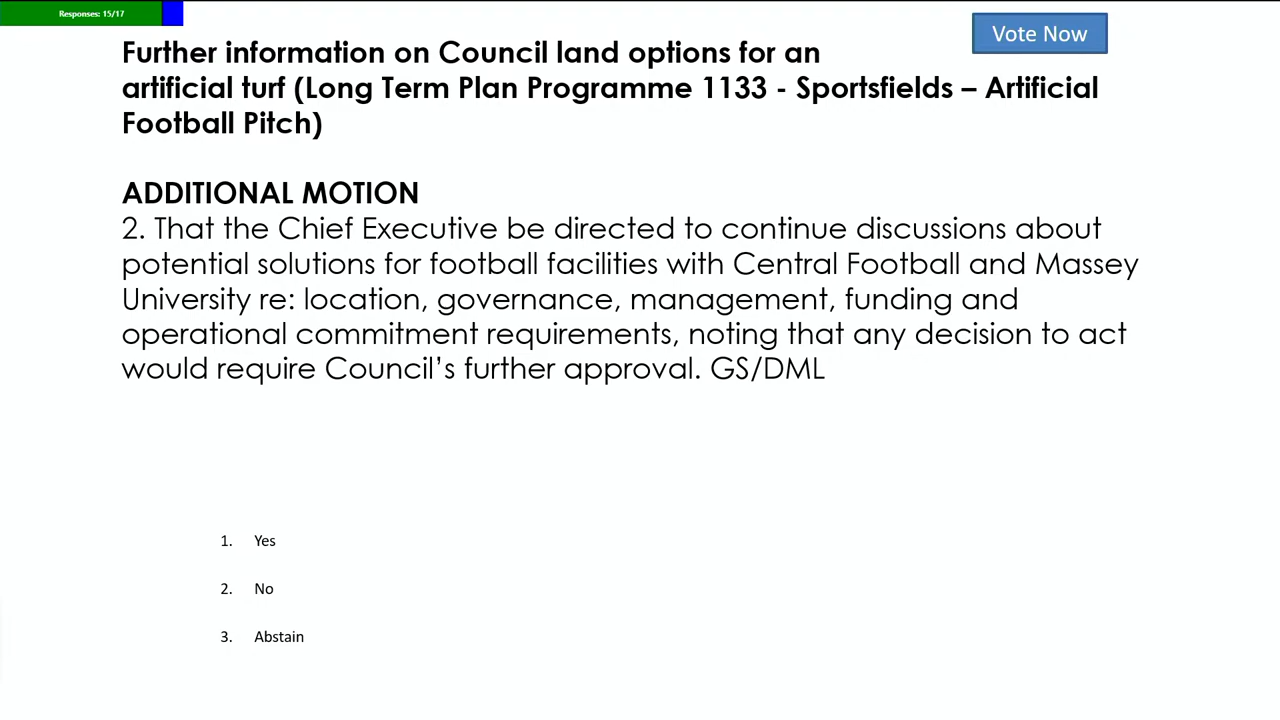 Responses: 15/17
Vote Now
Further information on Council land options for an
artificial turf (Long Term Plan Programme 1133 - Sportsfields – Artificial
Football Pitch)
ADDITIONAL MOTION
2. That the Chief Executive be directed to continue discussions about
potential solutions for football facilities with Central Football and Massey
University re: location, governance, management, funding and
operational commitment requirements, noting that any decision to act
would require Council’s further approval. GS/DML
1. Yes
2. No
3. Abstain